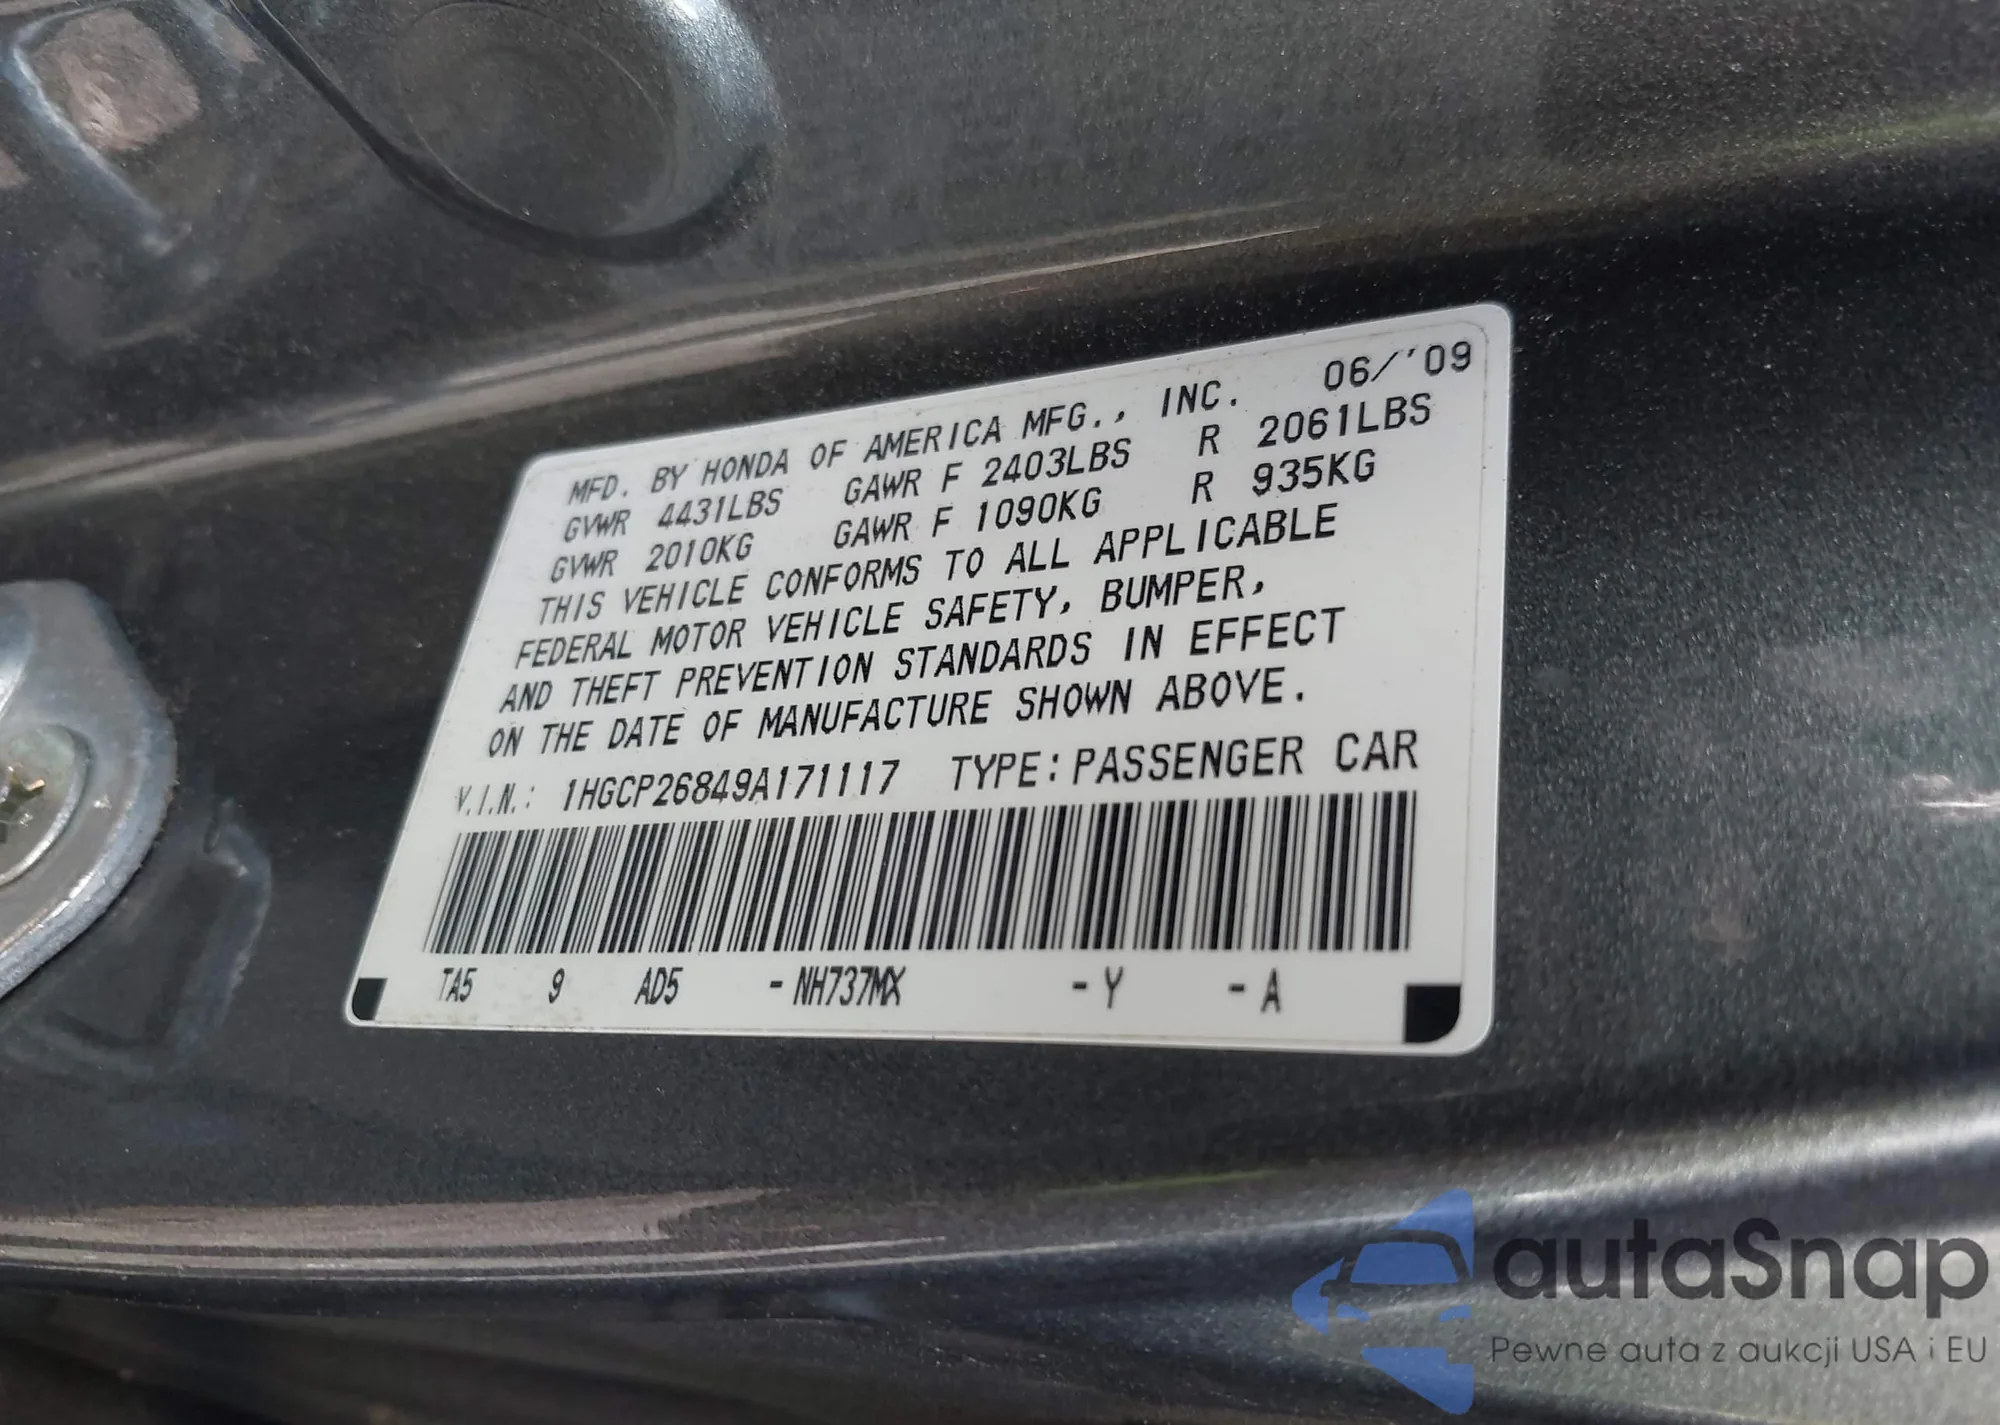 MFD. BY HONDA OF AMERICA MFG., INC. 06/'09
GVWR 4431LBS GAWR F 2403LBS R 2061LBS
GVWR 2010KG GAWR F 1090KG R 935KG
THIS VEHICLE CONFORMS TO ALL APPLICABLE
FEDERAL MOTOR VEHICLE SAFETY, BUMPER,
AND THEFT PREVENTION STANDARDS IN EFFECT
ON THE DATE OF MANUFACTURE SHOWN ABOVE.
V.I.N.: 1HGCP26849A171117 TYPE: PASSENGER CAR
TA5 9 AD5 -NH737MX -Y -A
autaSnap
Pewne auta z aukcji USA i EU